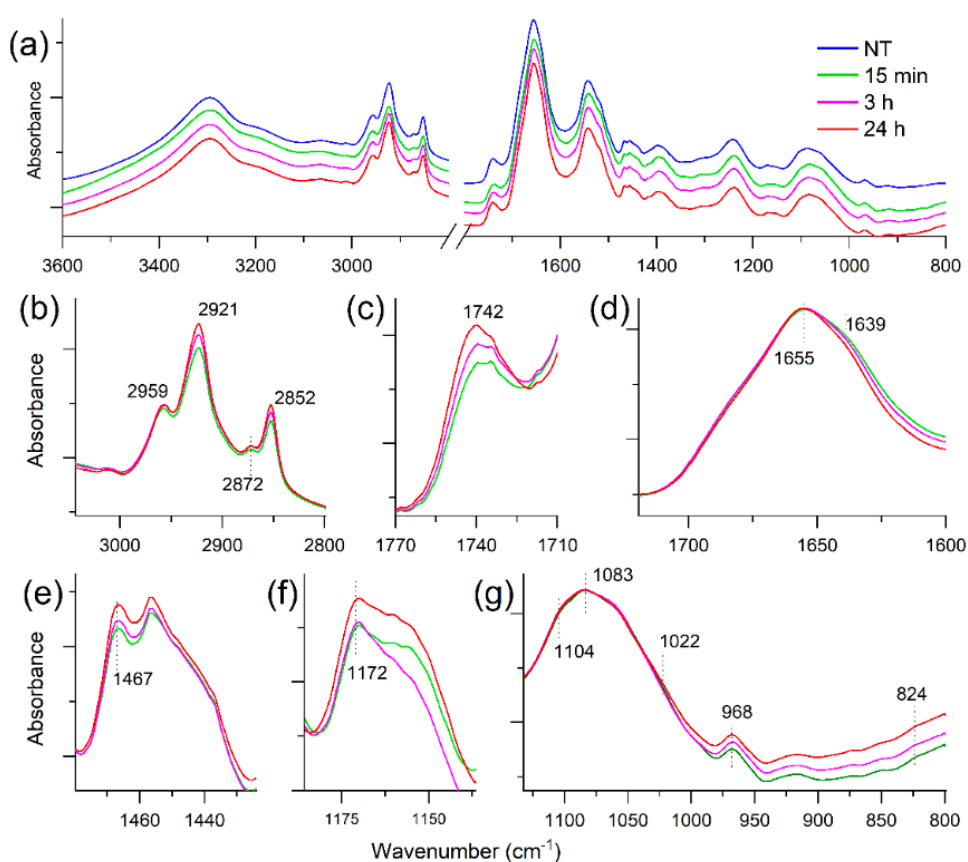 (a)
NT
15 min
3 h
24 h
Absorbance
3600 3400 3200 3000 1600 1400 1200 1000 800
(b)
2921
2959
2852
2872
(c)
1742
(d)
1639
1655
Absorbance
3000 2900 2800
1770 1740 1710
1700 1650 1600
(e)
1467
(f)
1172
(g)
1083
1104
1022
968
824
Absorbance
1460 1440
1175 1150
1100 1050 1000 950 900 850 800
Wavenumber (cm⁻¹)